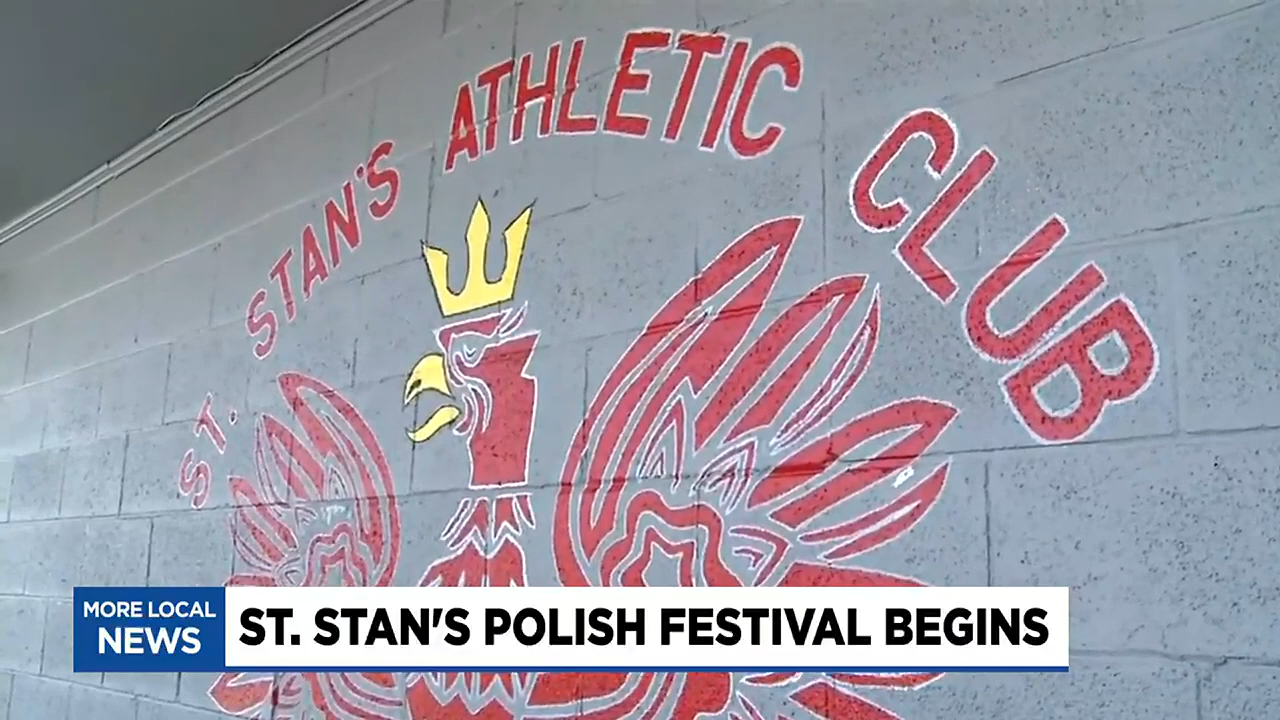 ST. STAN'S ATHLETIC CLUB
MORE LOCAL
NEWS
ST. STAN'S POLISH FESTIVAL BEGINS